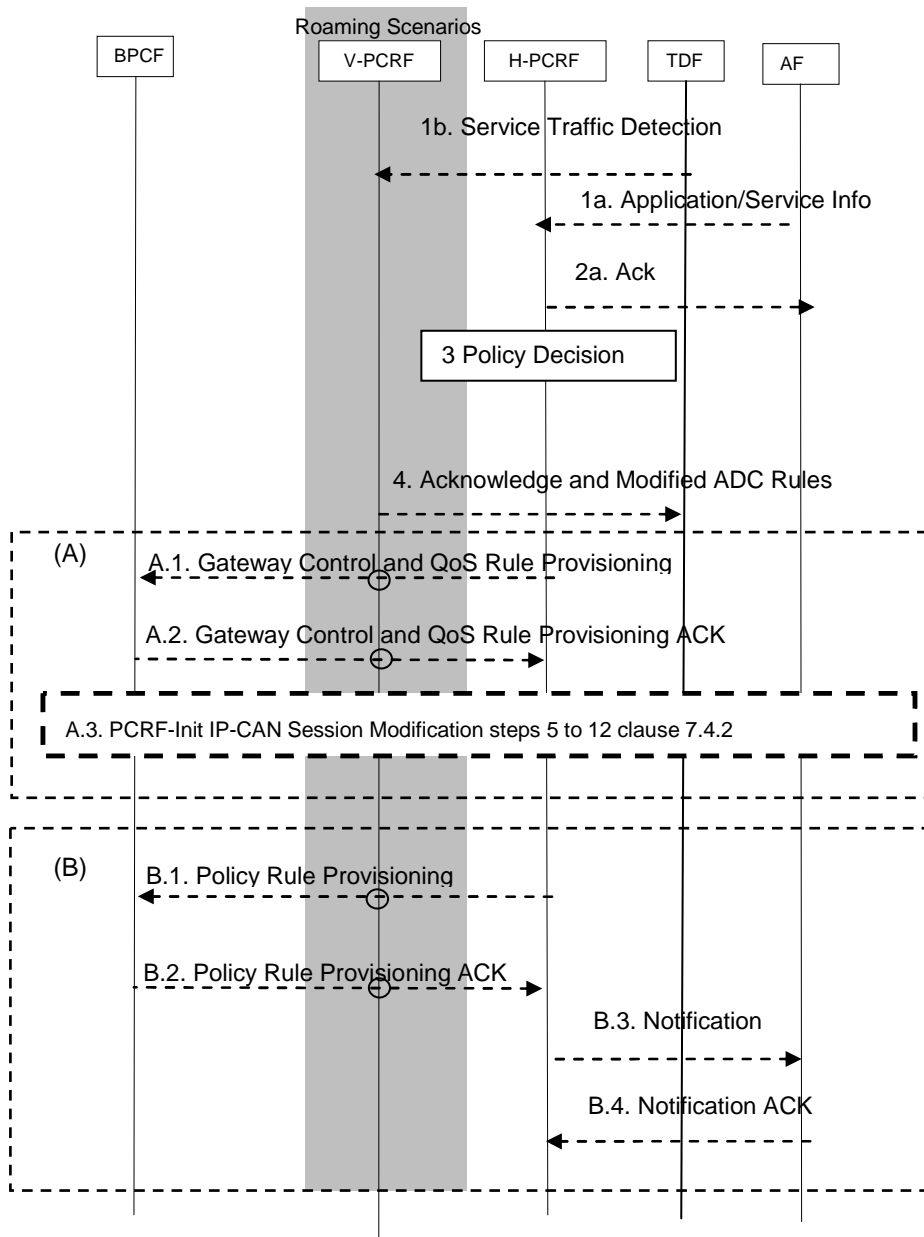 Roaming Scenarios
BPCF
V-PCRF
H-PCRF
TDF
AF
1b. Service Traffic Detection
1a. Application/Service Info
2a. Ack
3 Policy Decision
4. Acknowledge and Modified ADC Rules
(A)
A.1. Gateway Control and QoS Rule Provisioning
A.2. Gateway Control and QoS Rule Provisioning ACK
A.3. PCRF-Init IP-CAN Session Modification steps 5 to 12 clause 7.4.2
(B)
B.1. Policy Rule Provisioning
B.2. Policy Rule Provisioning ACK
B.3. Notification
B.4. Notification ACK